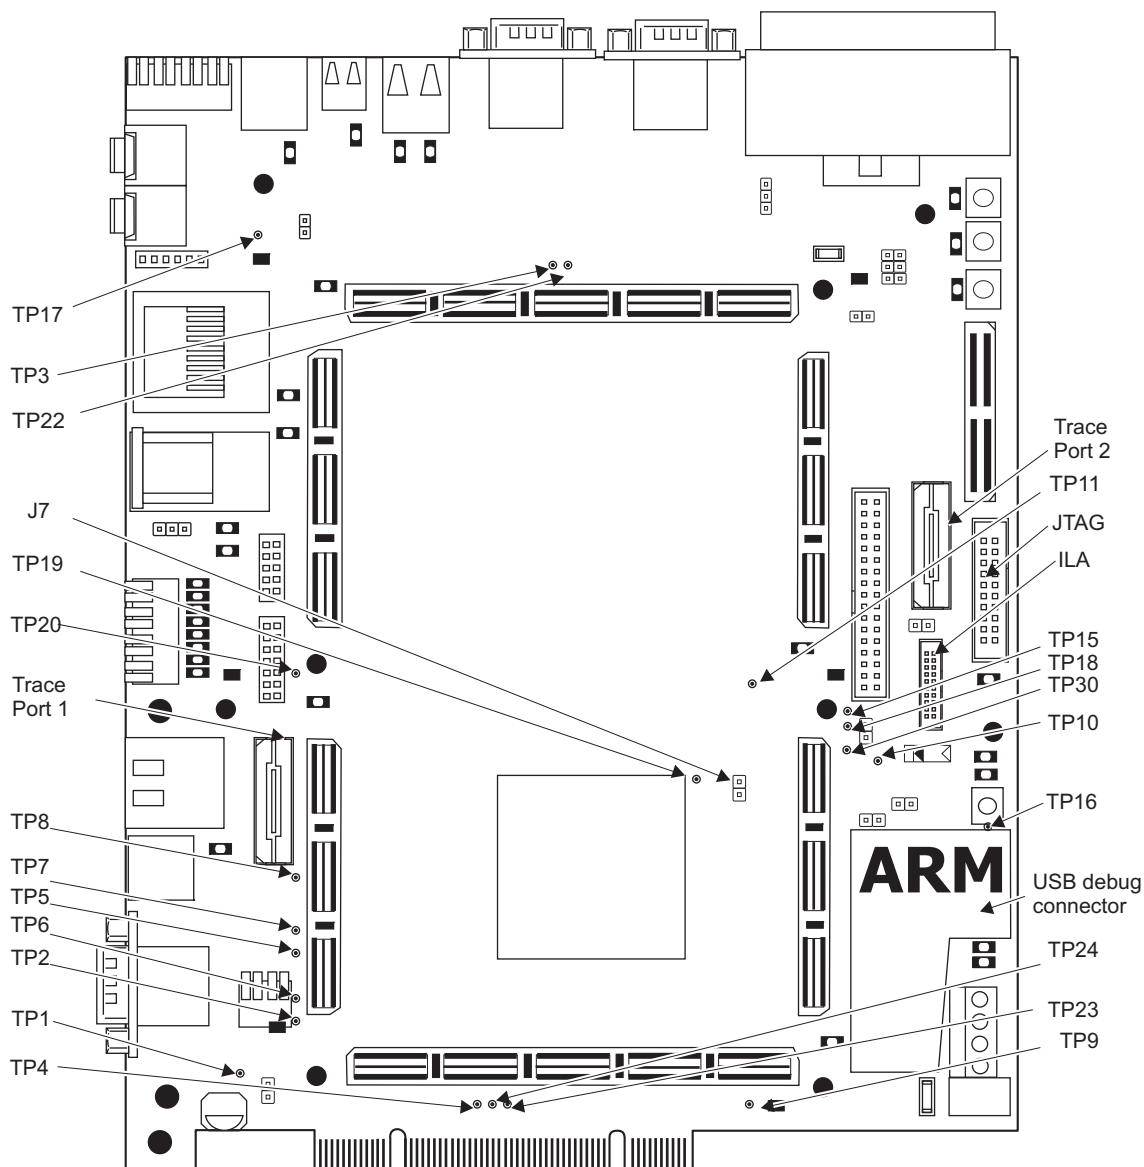 TP17
TP3
TP22
J7
TP19
TP20
Trace
Port 1
TP8
TP7
TP5
TP6
TP2
TP1
TP4
Trace
Port 2
TP11
JTAG
ILA
TP15
TP18
TP30
TP10
TP16
ARM
USB debug
connector
TP24
TP23
TP9